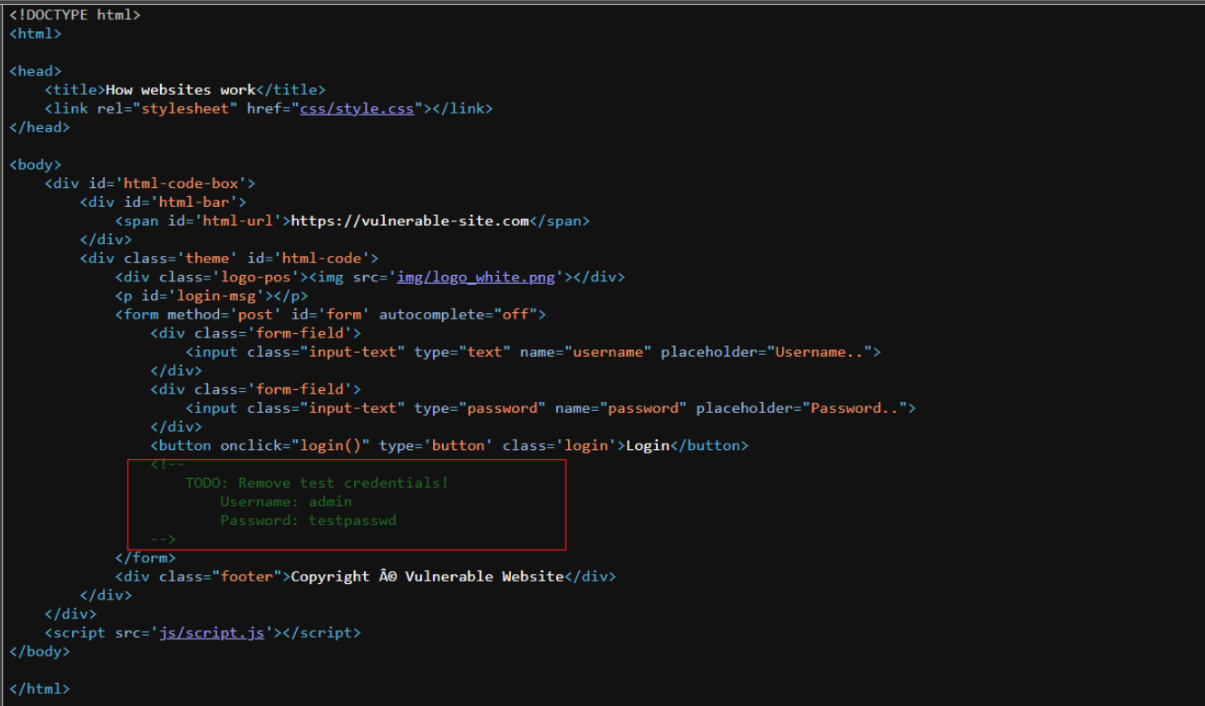 <!DOCTYPE html>
<html>
<head>
<title>How websites work</title>
<link rel="stylesheet" href="css/style.css"></link>
</head>
<body>
<div id='html-code-box'>
<div id='html-bar'>
<span id='html-url'>https://vulnerable-site.com</span>
</div>
<div class='theme' id='html-code'>
<div class='logo-pos'><img src='img/logo_white.png'></div>
<p id='login-msg'></p>
<form method='post' id='form' autocomplete="off">
<div class='form-field'>
<input class="input-text" type="text" name="username" placeholder="Username..">
</div>
<div class='form-field'>
<input class="input-text" type="password" name="password" placeholder="Password..">
</div>
<button onclick="login()" type='button' class='login'>Login</button>
<!--
TODO: Remove test credentials!
Username: admin
Password: testpasswd
-->
</form>
<div class="footer">Copyright Â© Vulnerable Website</div>
</div>
</div>
<script src='js/script.js'></script>
</body>
</html>